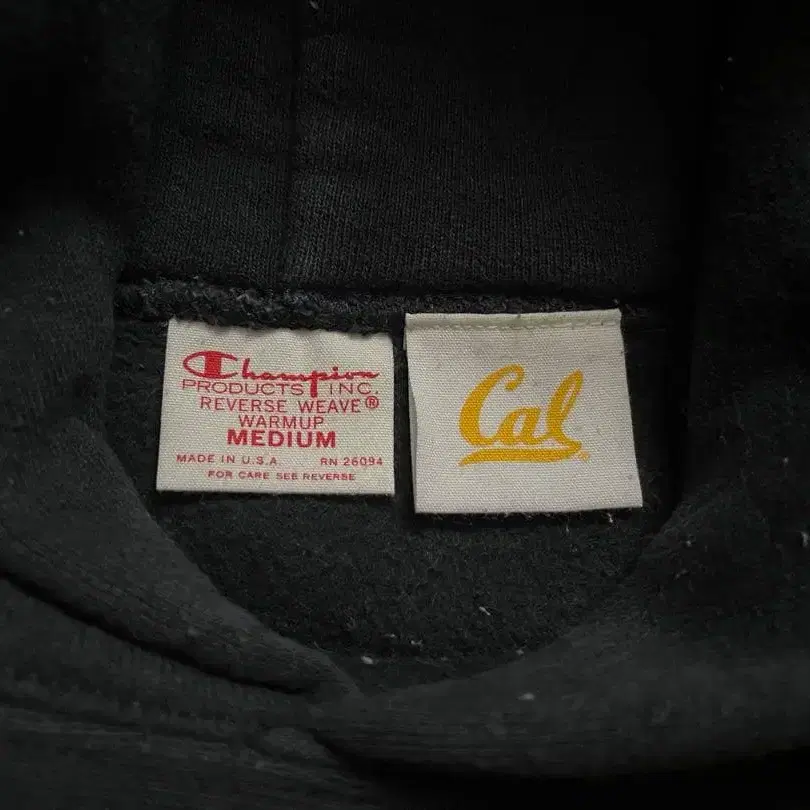 Champion
PRODUCTS INC.
REVERSE WEAVE®
WARMUP
MEDIUM
MADE IN U.S.A. RN 26094
FOR CARE SEE REVERSE
Cal